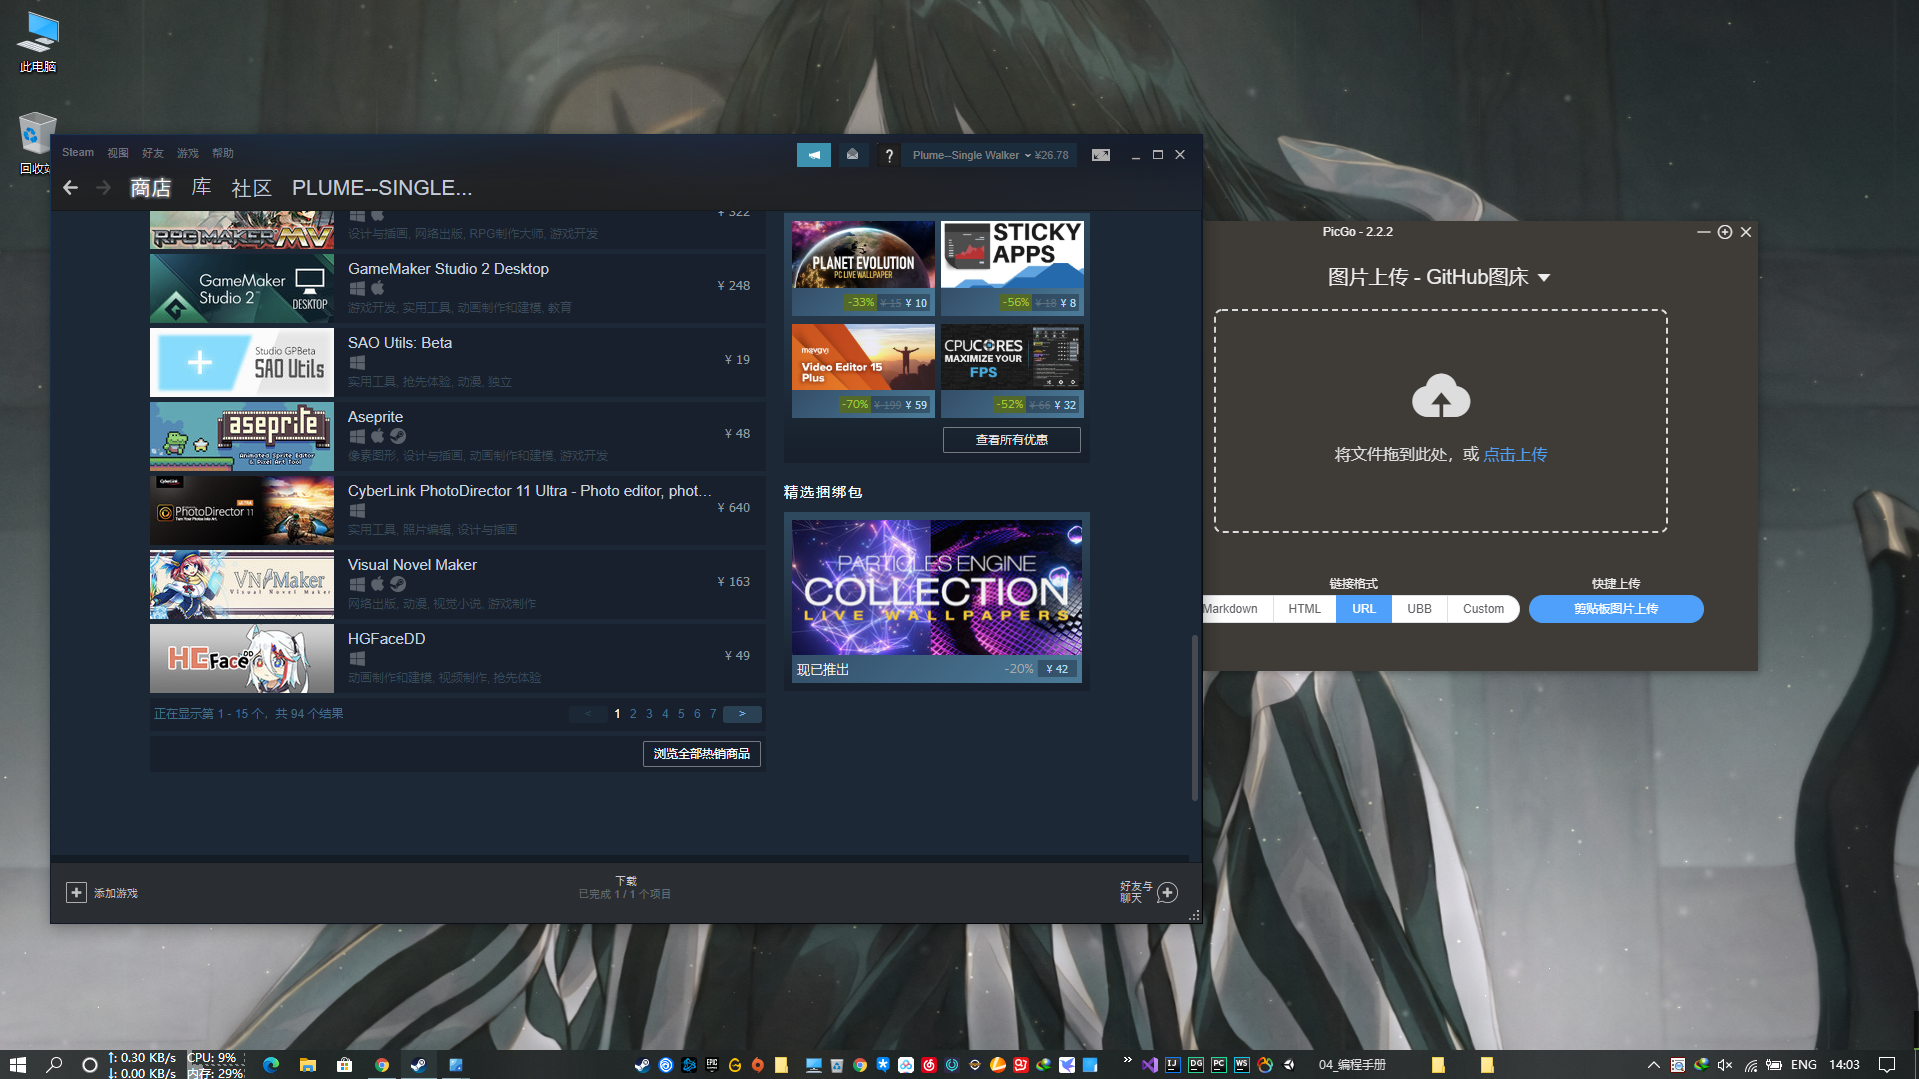 此电脑
回收站
Steam 视图 好友 游戏 帮助
Plume--Single Walker ¥26.78
商店 库 社区 PLUME--SINGLE...
RPG MAKER MV
¥ 322
设计与插画, 网络出版, RPG制作大师, 游戏开发
GameMaker Studio 2 DESKTOP
GameMaker Studio 2 Desktop
¥ 248
游戏开发, 实用工具, 动画制作和建模, 教育
Studio GPBeta
SAO Utils
SAO Utils: Beta
¥ 19
实用工具, 抢先体验, 动漫, 独立
aseprite
Animated Sprite Editor
& Pixel Art Tool
Aseprite
¥ 48
像素图形, 设计与插画, 动画制作和建模, 游戏开发
CyberLink
PhotoDirector 11 ULTRA
CyberLink PhotoDirector 11 Ultra - Photo editor, phot...
¥ 640
实用工具, 照片编辑, 设计与插画
VN Maker
Visual Novel Maker
Visual Novel Maker
¥ 163
网络出版, 动漫, 视觉小说, 游戏制作
HGFaceDD
HGFaceDD
¥ 49
动画制作和建模, 视频制作, 抢先体验
正在显示第 1 - 15 个，共 94 个结果
< 1 2 3 4 5 6 7 >
浏览全部热销商品
PLANET EVOLUTION
PC LIVE WALLPAPER
-33% ¥ 15 ¥ 10
STICKY APPS
-56% ¥ 18 ¥ 8
movavi
Video Editor 15 Plus
-70% ¥ 199 ¥ 59
CPUCORES
MAXIMIZE YOUR
FPS
-52% ¥ 66 ¥ 32
查看所有优惠
精选捆绑包
PARTICLES ENGINE
COLLECTION
LIVE WALLPAPERS
现已推出 -20% ¥ 42
添加游戏
下载
已完成 1 / 1 个项目
好友与
聊天
PicGo - 2.2.2
图片上传 - GitHub图床
将文件拖到此处，或 点击上传
链接格式
快捷上传
Markdown HTML URL UBB Custom
剪贴板图片上传
↑: 0.30 KB/s
↓: 0.00 KB/s
CPU: 9%
内存: 29%
04_编程手册
ENG 14:03